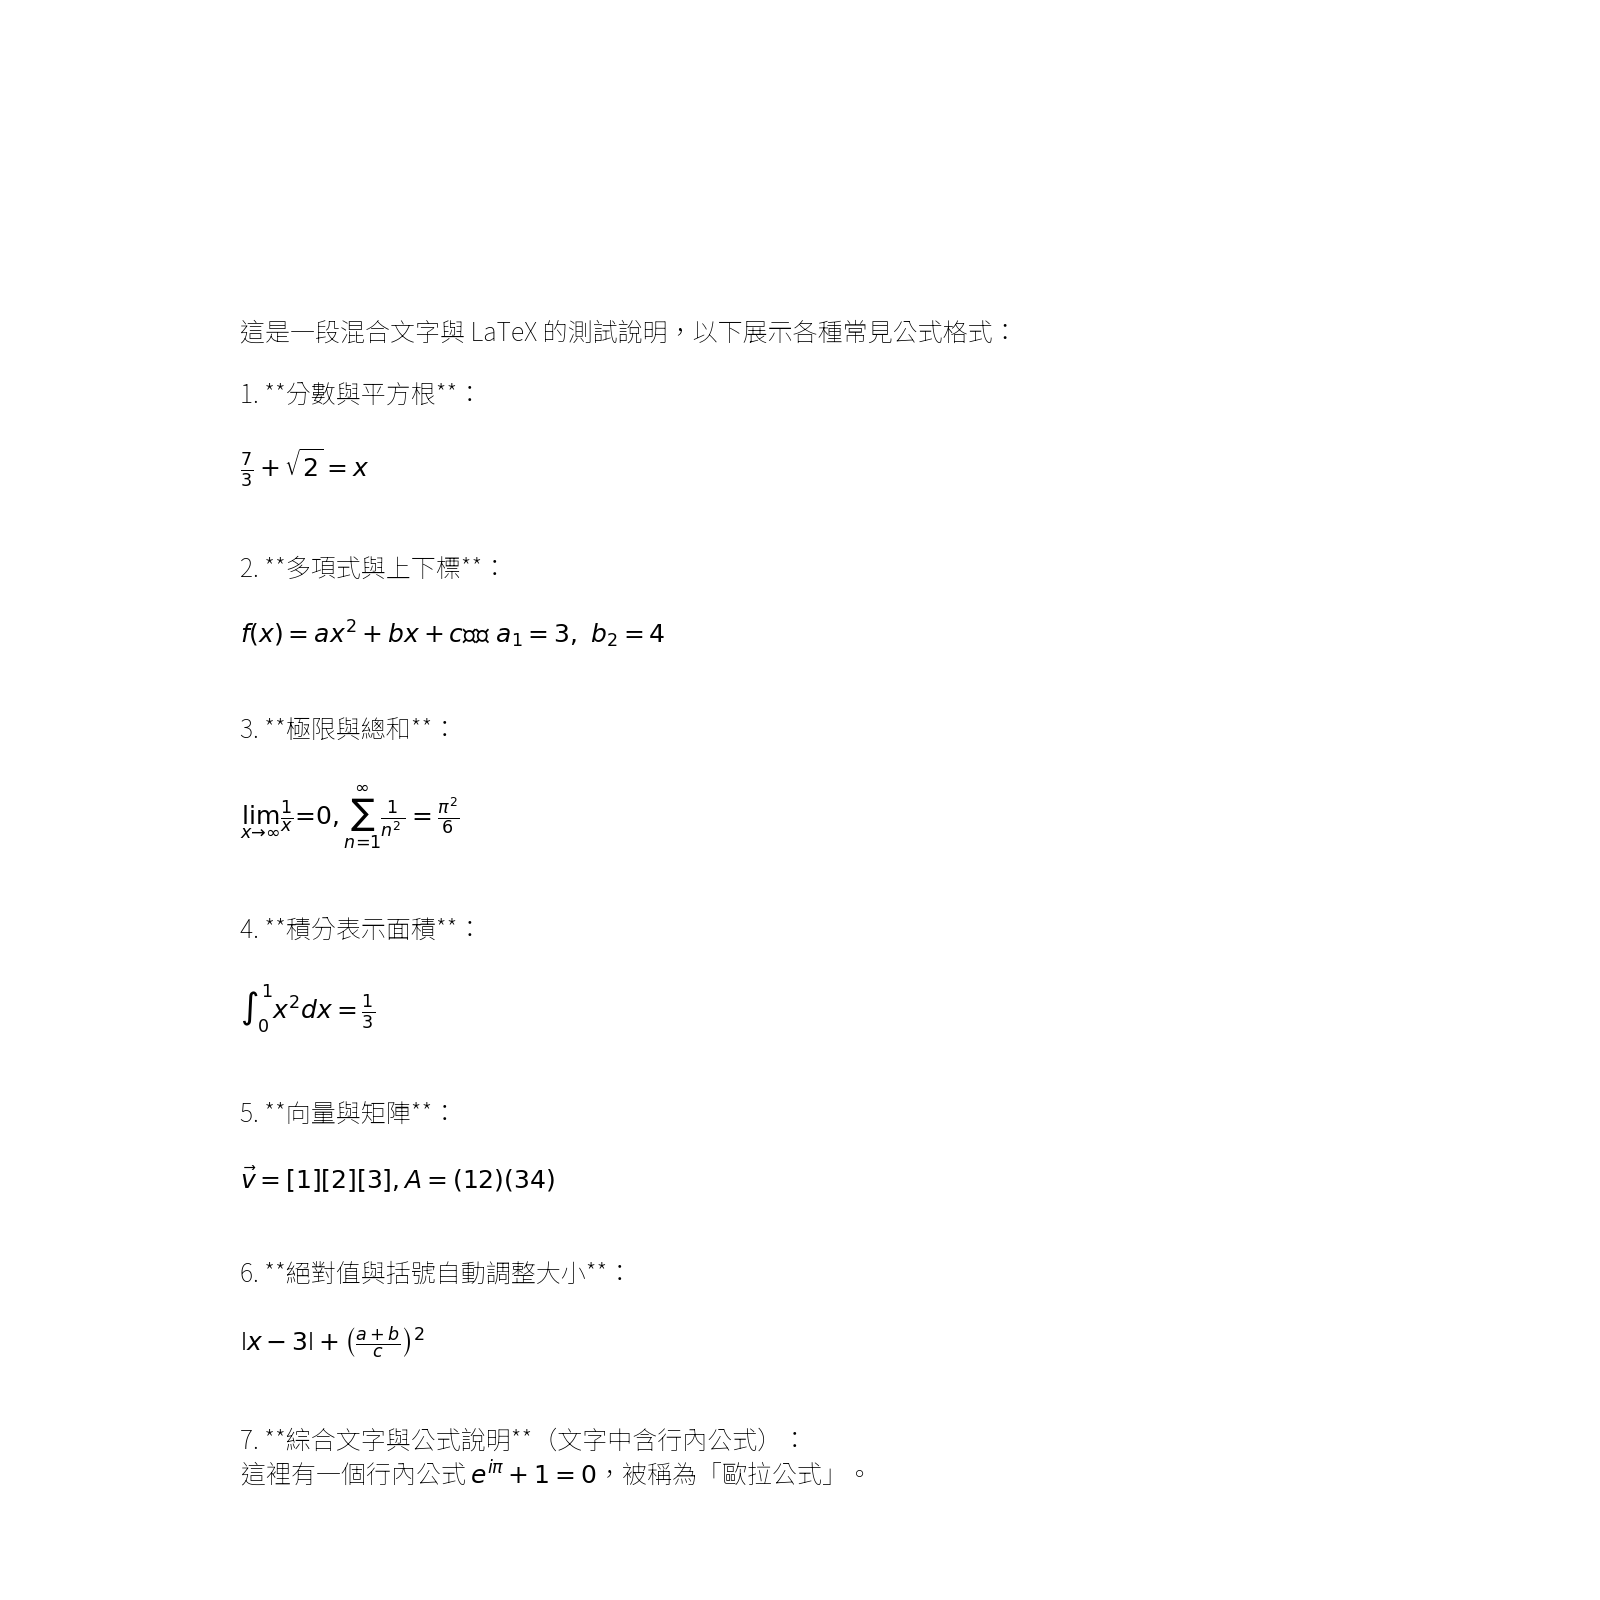 這是一段混合文字與 LaTeX 的測試說明，以下展示各種常見公式格式：
1. **分數與平方根**：
$\frac{7}{3} + \sqrt{2} = x$
2. **多項式與上下標**：
$f(x) = ax^2 + bx + c$ $a_1 = 3,\ b_2 = 4$
3. **極限與總和**：
$\lim_{x \to \infty} \frac{1}{x} = 0, \sum_{n=1}^{\infty} \frac{1}{n^2} = \frac{\pi^2}{6}$
4. **積分表示面積**：
$\int_0^1 x^2 dx = \frac{1}{3}$
5. **向量與矩陣**：
$\vec{v} = [1][2][3], A = (12)(34)$
6. **絕對值與括號自動調整大小**：
$|x - 3| + \left(\frac{a+b}{c}\right)^2$
7. **綜合文字與公式說明**（文字中含行內公式）：
這裡有一個行內公式 $e^{i\pi} + 1 = 0$，被稱為「歐拉公式」。